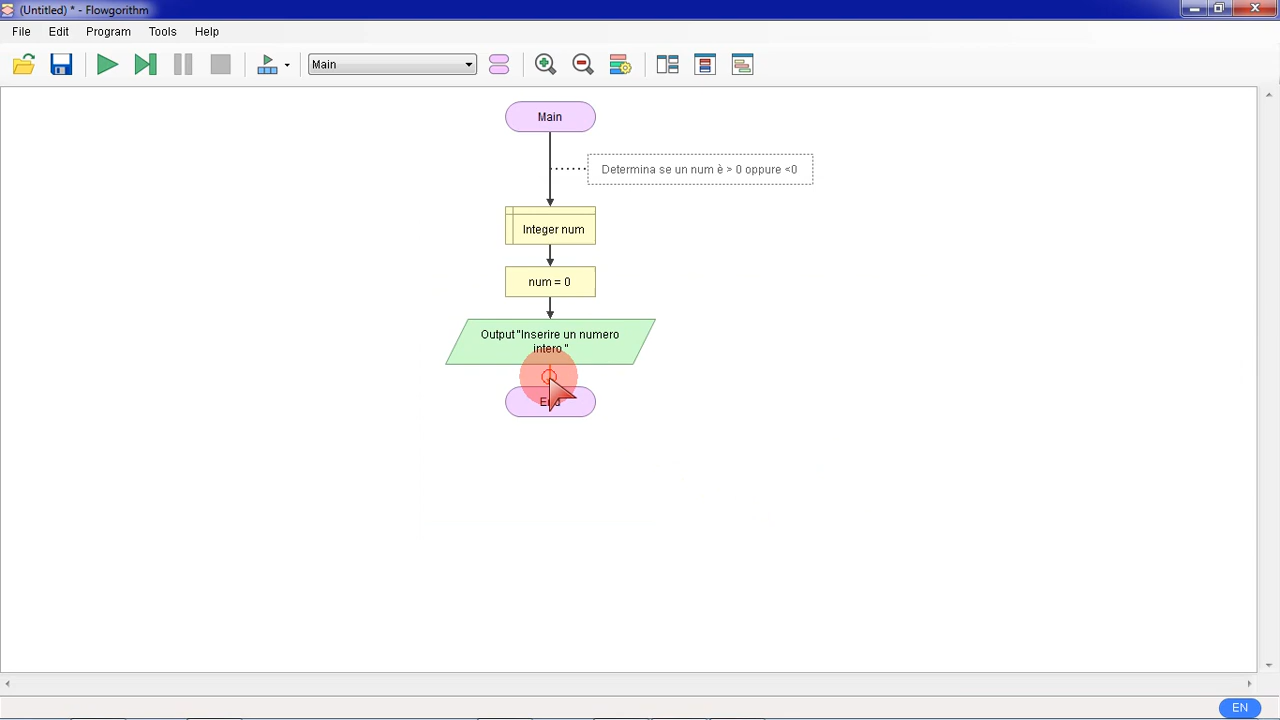 (Untitled) * - Flowgorithm
File Edit Program Tools Help
Main
Main
Determina se un num è > 0 oppure <0
Integer num
num = 0
Output "Inserire un numero
intero "
End
EN